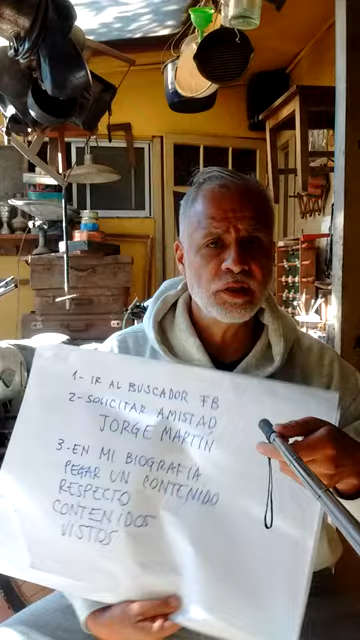 1- IR AL BUSCADOR FB
2- SOLICITAR AMISTAD
JORGE MARTIN
3- EN MI BIOGRAFIA
PEGAR UN CONTENIDO
RESPECTO
CONTENIDOS
VISTOS